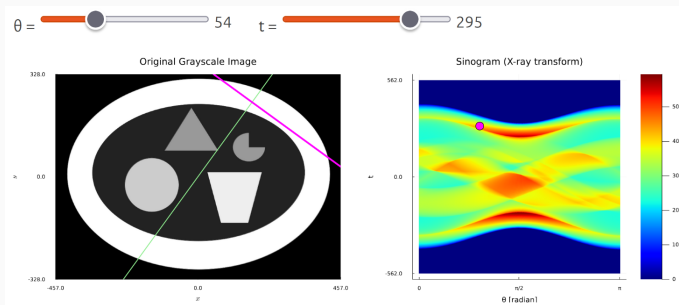 θ = 54 t = 295
Original Grayscale Image
328.0
0.0
-328.0
-457.0 0.0 457.0
x
Sinogram (X-ray transform)
562.0
0.0
-562.0
t
0 π/2 π
θ [radian]
0
10
20
30
40
50